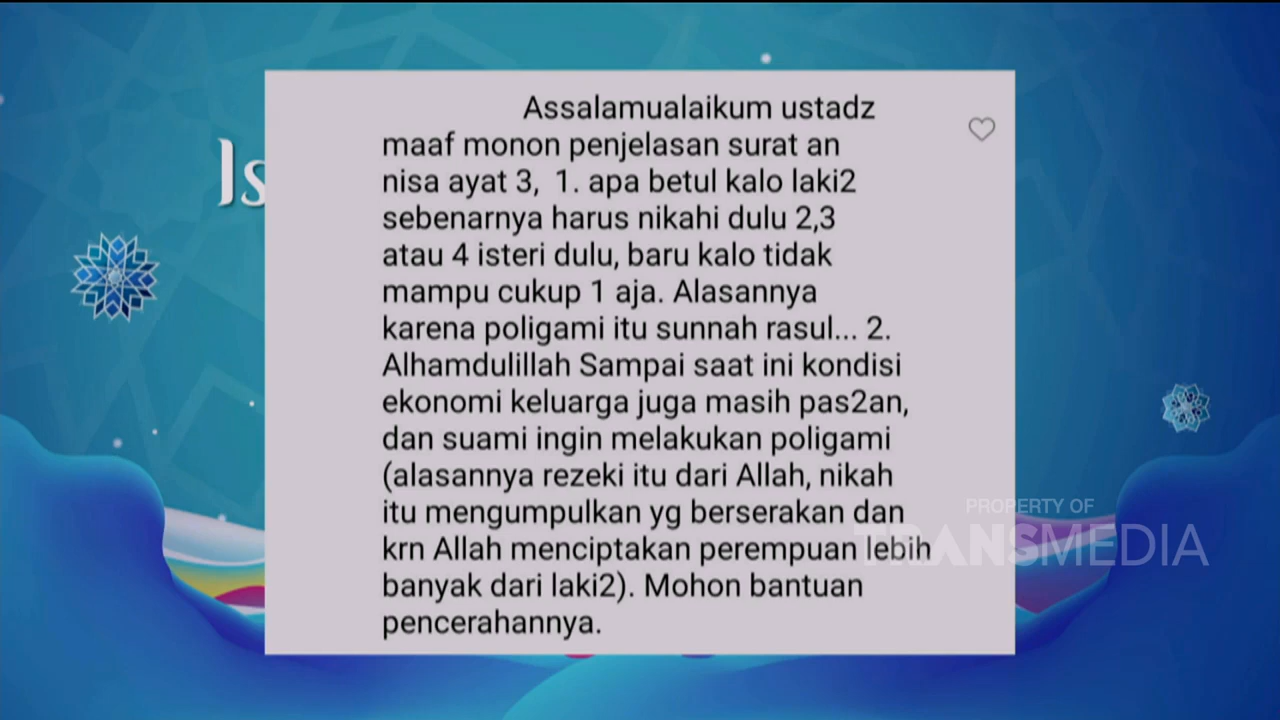 Is
Assalamualaikum ustadz
maaf monon penjelasan surat an
nisa ayat 3,  1. apa betul kalo laki2
sebenarnya harus nikahi dulu 2,3
atau 4 isteri dulu, baru kalo tidak
mampu cukup 1 aja. Alasannya
karena poligami itu sunnah rasul... 2.
Alhamdulillah Sampai saat ini kondisi
ekonomi keluarga juga masih pas2an,
dan suami ingin melakukan poligami
(alasannya rezeki itu dari Allah, nikah
itu mengumpulkan yg berserakan dan
krn Allah menciptakan perempuan lebih
banyak dari laki2). Mohon bantuan
pencerahannya.
PROPERTY OF
TRANSMEDIA